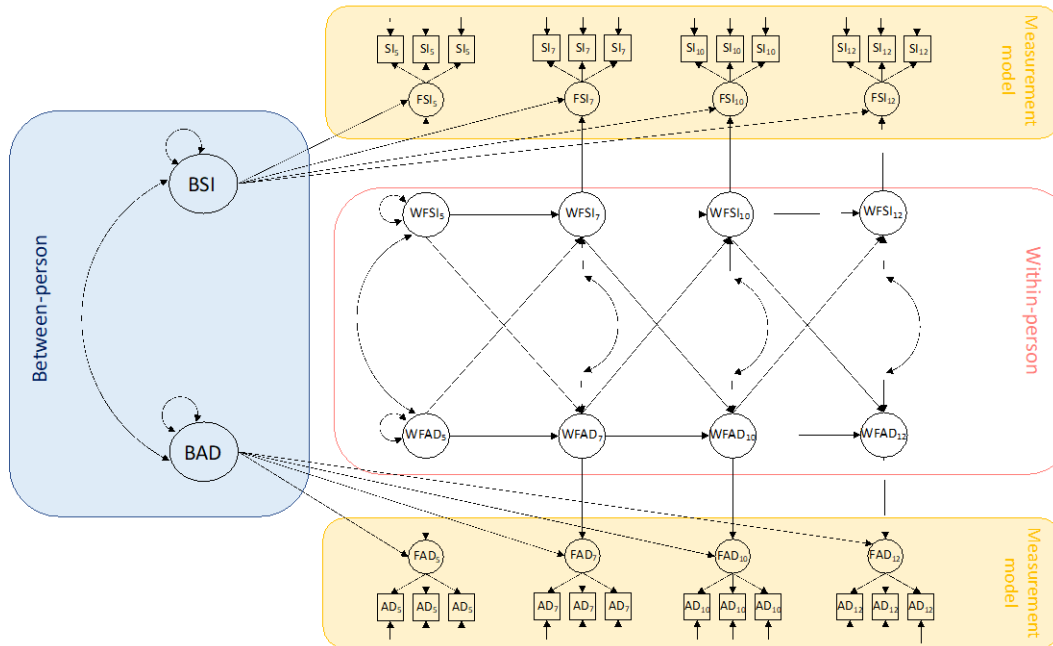 SI5 SI5 SI5 SI7 SI7 SI7 SI10 SI10 SI10 SI12 SI12 SI12
FSI5 FSI7 FSI10 FSI12
Measurement
model
Between-person
BSI
BAD
WFSI5 WFSI7 WFSI10 WFSI12
Within-person
WFAD5 WFAD7 WFAD10 WFAD12
FAD5 FAD7 FAD10 FAD12
AD5 AD5 AD5 AD7 AD7 AD7 AD10 AD10 AD10 AD12 AD12 AD12
Measurement
model